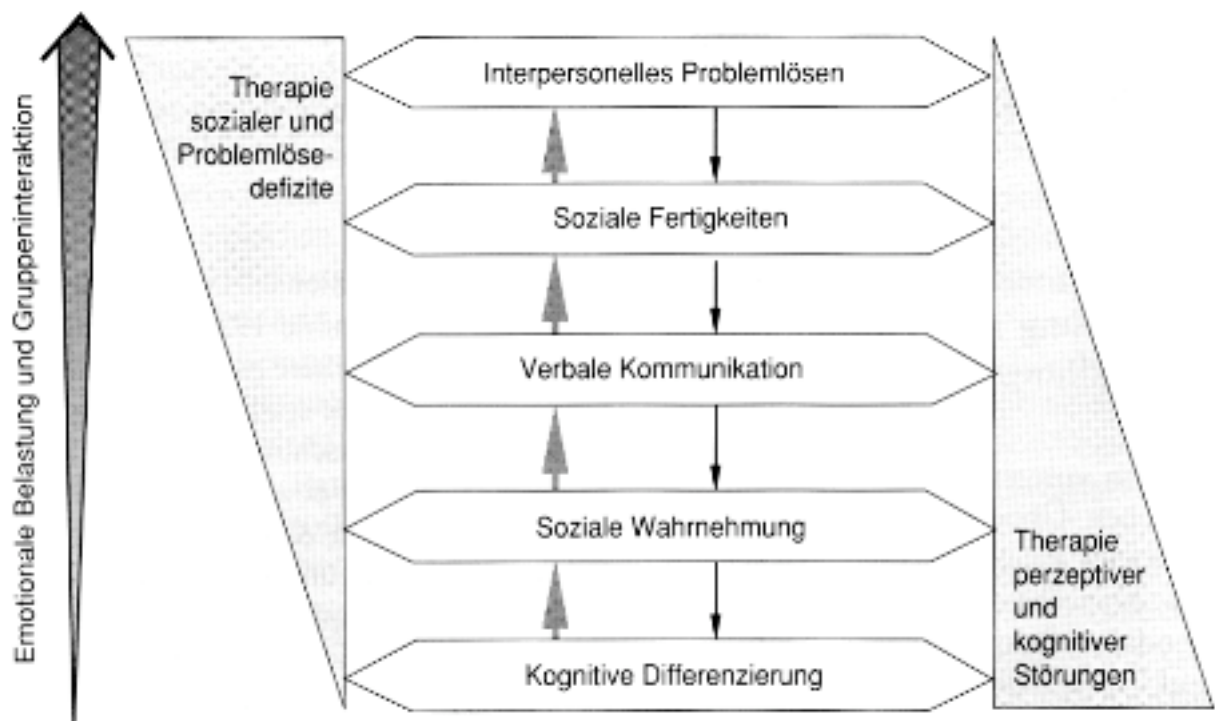 Emotionale Belastung und Gruppeninteraktion
Therapie
sozialer und
Problemlöse-
defizite
Interpersonelles Problemlösen
Soziale Fertigkeiten
Verbale Kommunikation
Soziale Wahrnehmung
Kognitive Differenzierung
Therapie
perzeptiver
und
kognitiver
Störungen